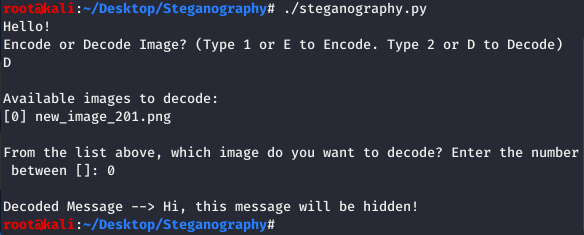 root@kali:~/Desktop/Steganography# ./steganography.py
Hello!
Encode or Decode Image? (Type 1 or E to Encode. Type 2 or D to Decode)
D
Available images to decode:
[0] new_image_201.png
From the list above, which image do you want to decode? Enter the number
between []: 0
Decoded Message --> Hi, this message will be hidden!
root@kali:~/Desktop/Steganography#